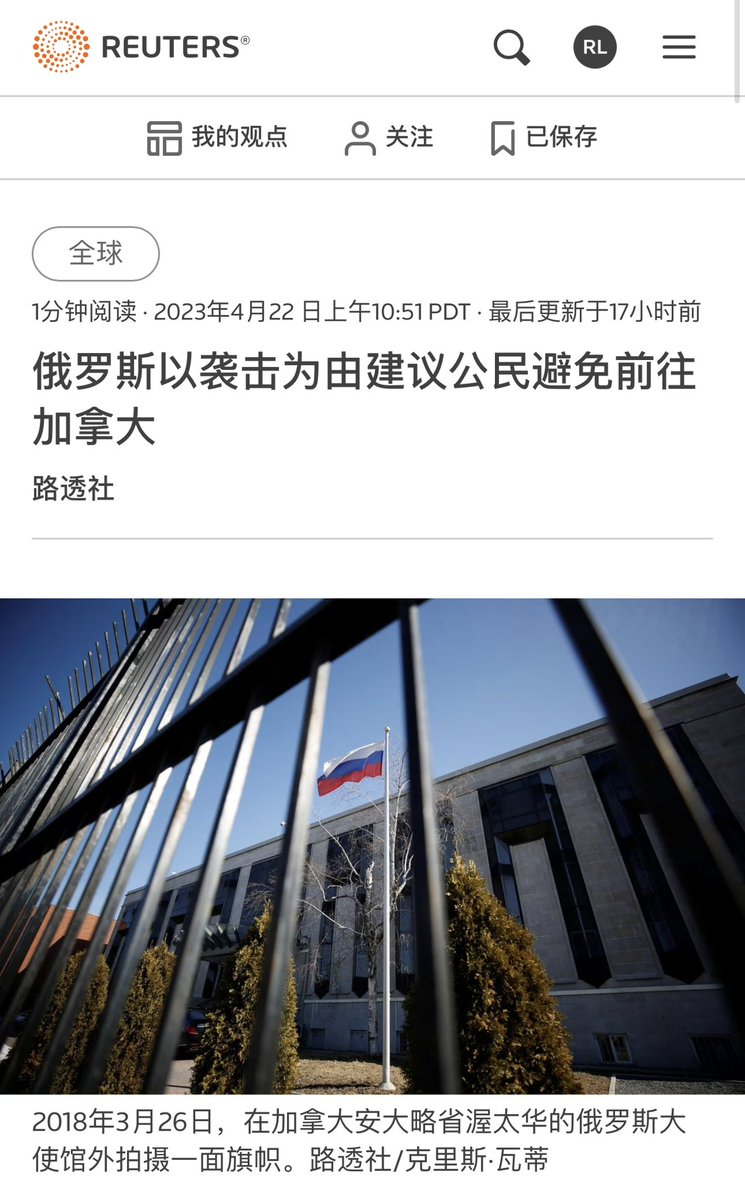 REUTERS®
RL
我的观点
关注
已保存
全球
1分钟阅读 · 2023年4月22 日上午10:51 PDT · 最后更新于17小时前
俄罗斯以袭击为由建议公民避免前往
加拿大
路透社
2018年3月26日，在加拿大安大略省渥太华的俄罗斯大
使馆外拍摄一面旗帜。路透社/克里斯·瓦蒂